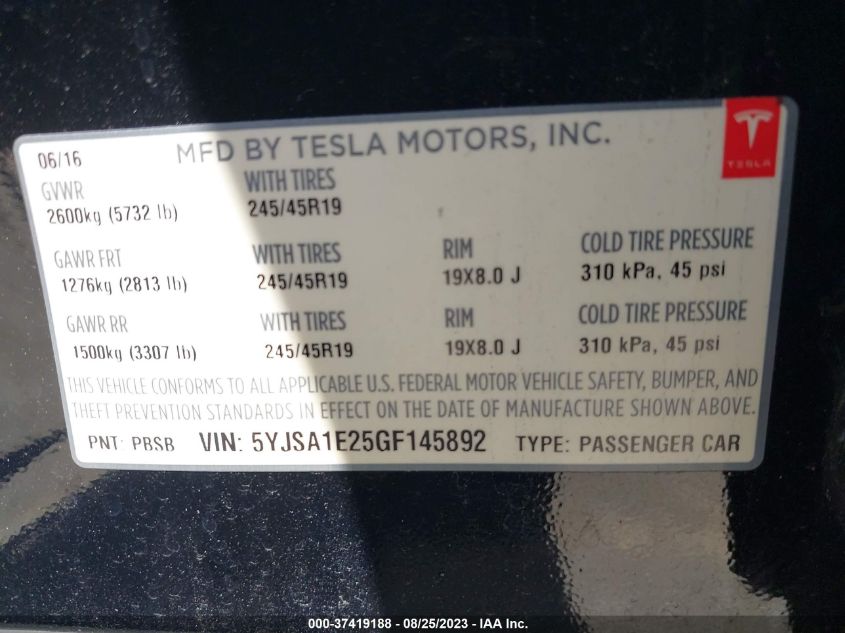 06/16 MFD BY TESLA MOTORS, INC.
TESLA
GVWR WITH TIRES
2600kg (5732 lb) 245/45R19
GAWR FRT WITH TIRES RIM COLD TIRE PRESSURE
1276kg (2813 lb) 245/45R19 19X8.0 J 310 kPa, 45 psi
GAWR RR WITH TIRES RIM COLD TIRE PRESSURE
1500kg (3307 lb) 245/45R19 19X8.0 J 310 kPa, 45 psi
THIS VEHICLE CONFORMS TO ALL APPLICABLE U.S. FEDERAL MOTOR VEHICLE SAFETY, BUMPER, AND
THEFT PREVENTION STANDARDS IN EFFECT ON THE DATE OF MANUFACTURE SHOWN ABOVE.
PNT: PBSB VIN: 5YJSA1E25GF145892 TYPE: PASSENGER CAR
000-37419188 - 08/25/2023 - IAA Inc.